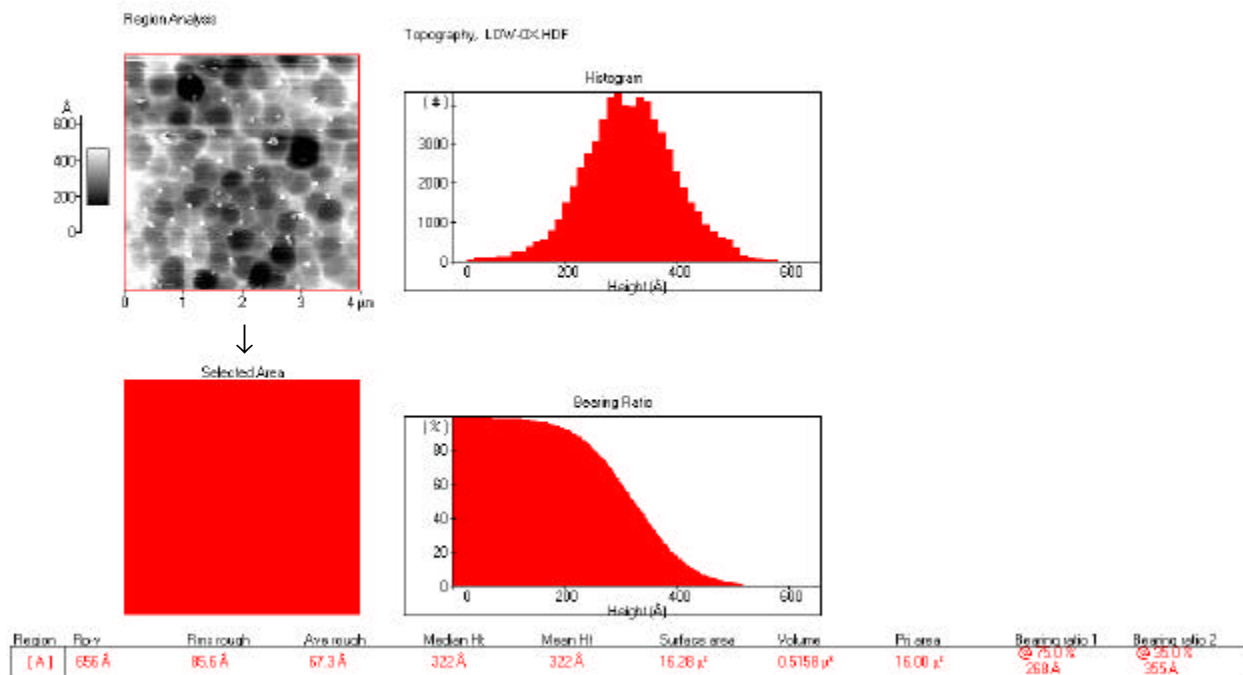 Region Analysis
Topography, LOW-OX.HDF
Å
600
400
200
0
0 1 2 3 4 µm
Histogram
(#)
3000
2000
1000
0
200 400 600
Height (Å)
Selected Area
Bearing Ratio
(%)
80
60
40
20
0
0 200 400 600
Height (Å)
Region Rp-v Rms rough Ave rough Median Ht Mean Ht Surface area Volume Prj area Bearing ratio 1 Bearing ratio 2
[A] 656 Å 85.6 Å 67.3 Å 322 Å 322 Å 16.28 µ² 0.5158 µ³ 16.00 µ² @ 75.0 % @ 35.0 %
268 Å 355 Å